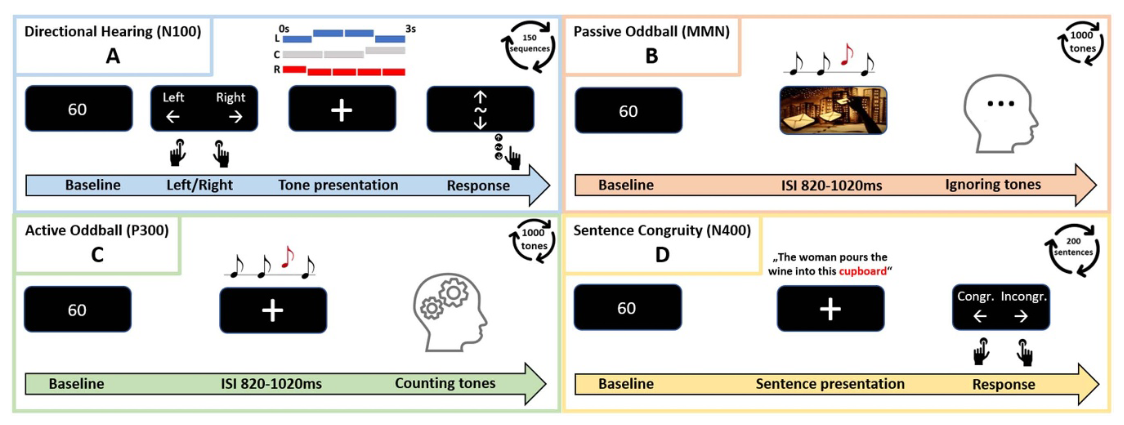 Directional Hearing (N100)
A
0s
3s
L
C
R
150
sequences
60
Left Right
← →
+
↑
~
↓
Baseline
Left/Right
Tone presentation
Response
Passive Oddball (MMN)
B
1000
tones
60
Baseline
ISI 820-1020ms
Ignoring tones
Active Oddball (P300)
C
1000
tones
60
+
Baseline
ISI 820-1020ms
Counting tones
Sentence Congruity (N400)
D
„The woman pours the
wine into this cupboard“
200
sentences
60
+
Congr. Incongr.
← →
Baseline
Sentence presentation
Response